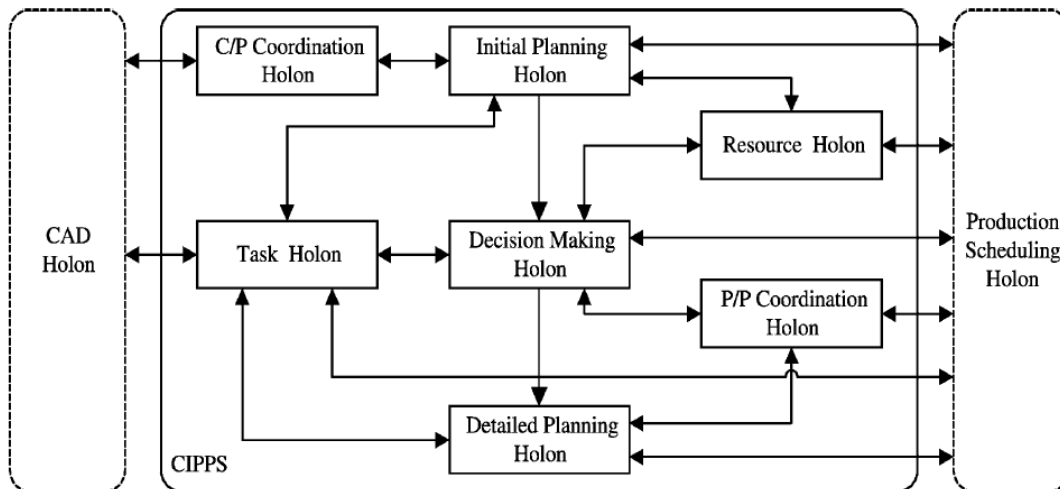 C/P Coordination
Holon
Initial Planning
Holon
Resource Holon
CAD
Holon
Task Holon
Decision Making
Holon
Production
Scheduling
Holon
P/P Coordination
Holon
Detailed Planning
Holon
CIPPS